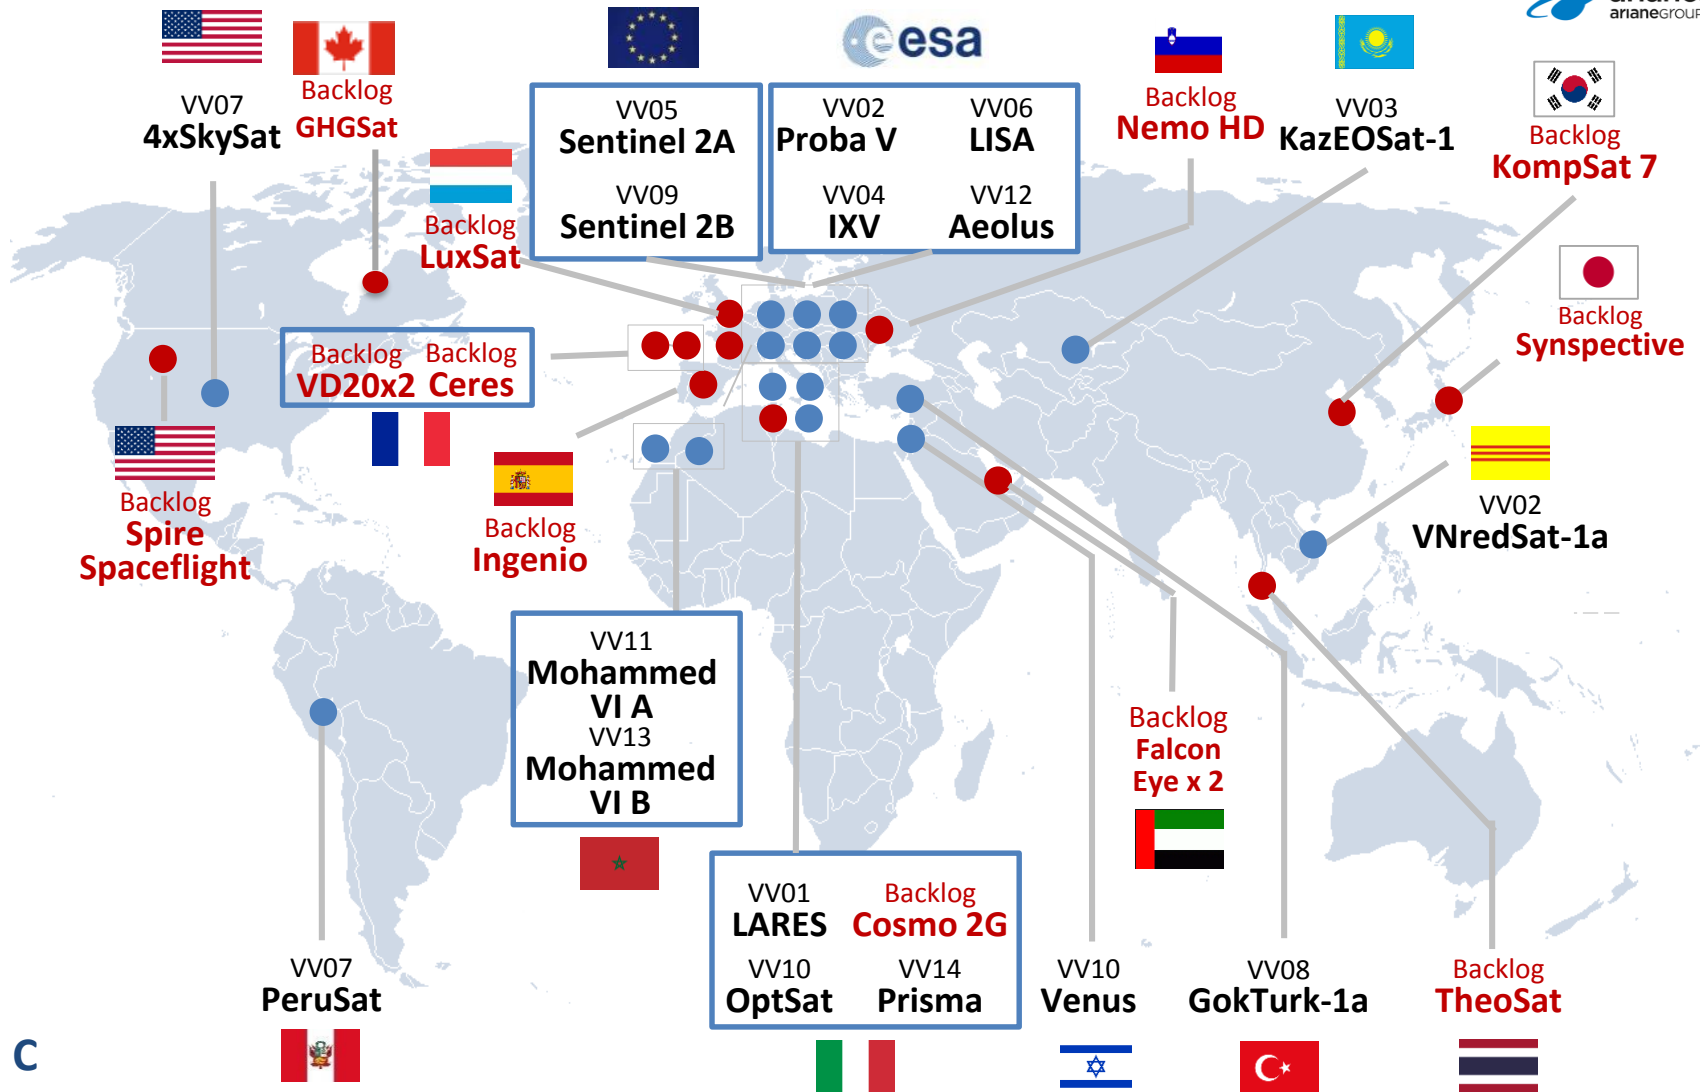 arianeGROUP
esa
VV07
4xSkySat
Backlog
GHGSat
Backlog
LuxSat
VV05
Sentinel 2A
VV09
Sentinel 2B
VV02
Proba V
VV06
LISA
VV04
IXV
VV12
Aeolus
Backlog
Nemo HD
VV03
KazEOSat-1
Backlog
KompSat 7
Backlog
Synspective
Backlog
VD20x2
Backlog
Ceres
Backlog
Spire
Spaceflight
Backlog
Ingenio
VV02
VNredSat-1a
VV11
Mohammed
VI A
VV13
Mohammed
VI B
Backlog
Falcon
Eye x 2
VV01
LARES
Backlog
Cosmo 2G
VV10
OptSat
VV14
Prisma
VV07
PeruSat
VV10
Venus
VV08
GokTurk-1a
Backlog
TheoSat
C